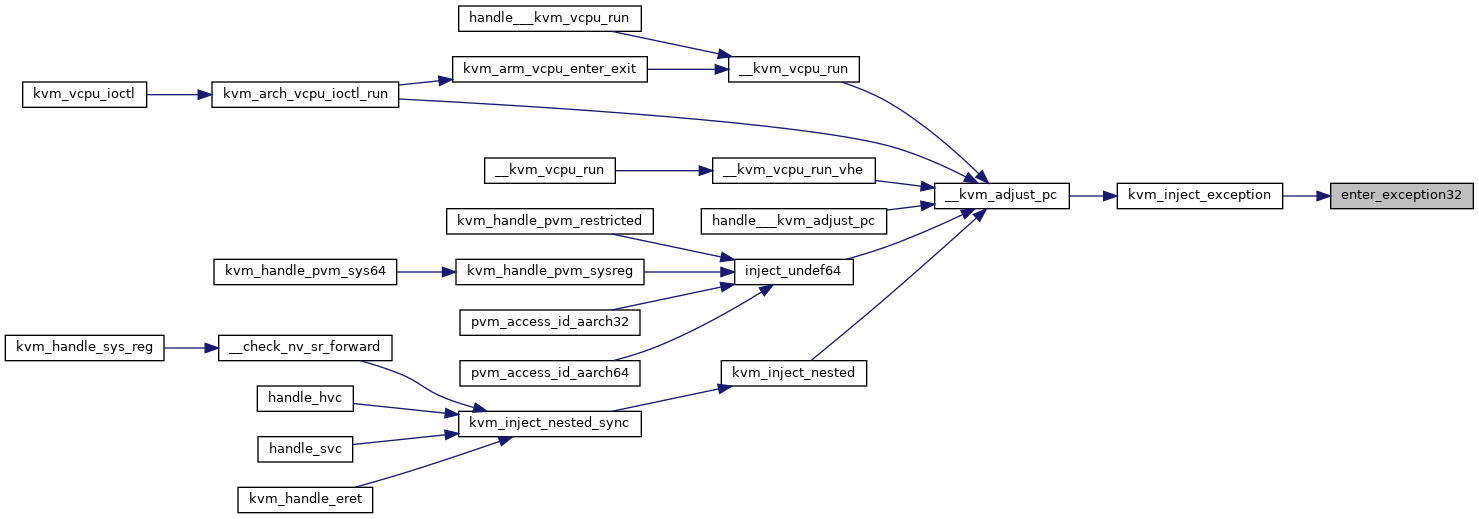 handle___kvm_vcpu_run
kvm_arm_vcpu_enter_exit
__kvm_vcpu_run
kvm_vcpu_ioctl
kvm_arch_vcpu_ioctl_run
__kvm_vcpu_run
__kvm_vcpu_run_vhe
__kvm_adjust_pc
kvm_inject_exception
enter_exception32
kvm_handle_pvm_restricted
handle___kvm_adjust_pc
kvm_handle_pvm_sys64
kvm_handle_pvm_sysreg
inject_undef64
pvm_access_id_aarch32
kvm_handle_sys_reg
__check_nv_sr_forward
pvm_access_id_aarch64
kvm_inject_nested
handle_hvc
kvm_inject_nested_sync
handle_svc
kvm_handle_eret